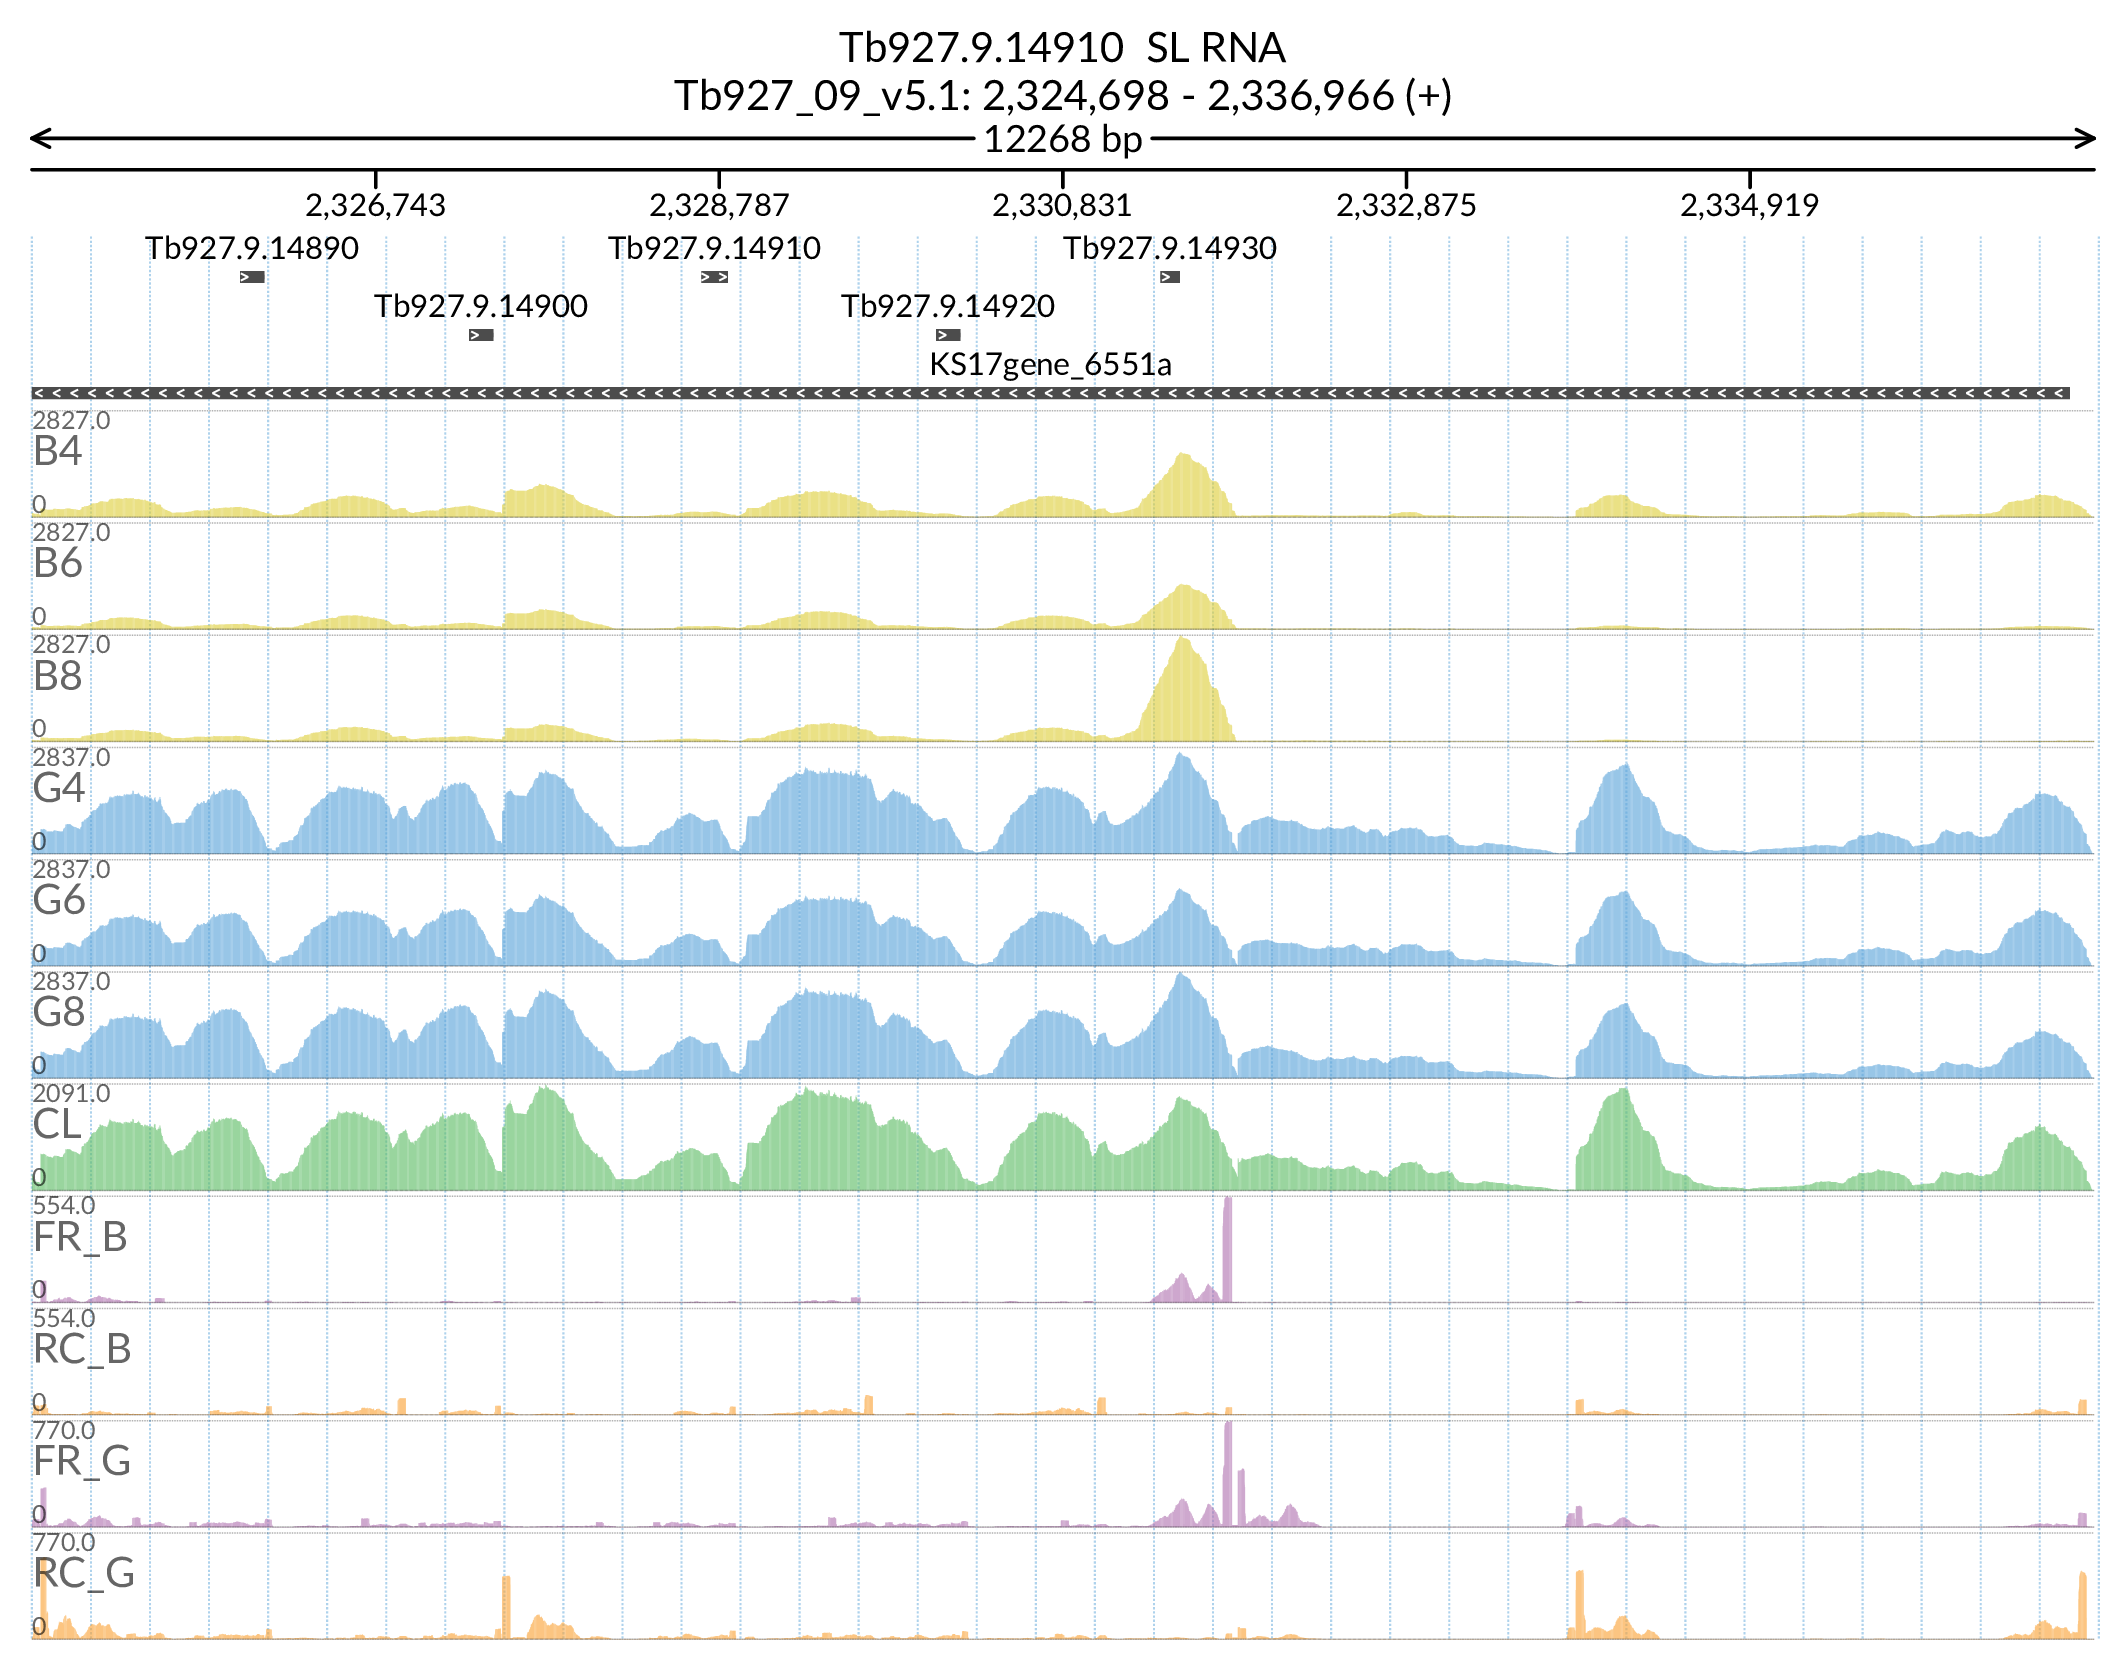 Tb927.9.14910 SL RNA
Tb927_09_v5.1: 2,324,698 - 2,336,966 (+)
12268 bp
2,326,743 2,328,787 2,330,831 2,332,875 2,334,919
Tb927.9.14890 Tb927.9.14910 Tb927.9.14930
Tb927.9.14900 Tb927.9.14920
KS17gene_6551a
2827.0
B4
0
2827.0
B6
0
2827.0
B8
0
2837.0
G4
0
2837.0
G6
0
2837.0
G8
0
2091.0
CL
0
554.0
FR_B
0
554.0
RC_B
0
770.0
FR_G
0
770.0
RC_G
0